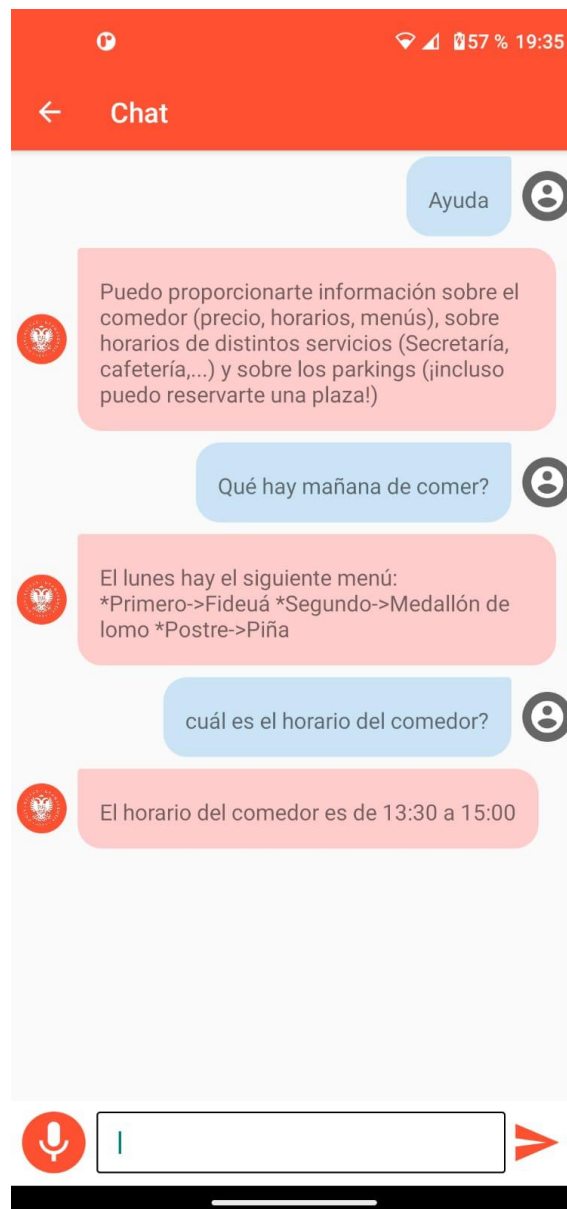 57 % 19:35
Chat
Ayuda
Puedo proporcionarte información sobre el
comedor (precio, horarios, menús), sobre
horarios de distintos servicios (Secretaría,
cafetería,...) y sobre los parkings (¡incluso
puedo reservarte una plaza!)
Qué hay mañana de comer?
El lunes hay el siguiente menú:
*Primero->Fideuá *Segundo->Medallón de
lomo *Postre->Piña
cuál es el horario del comedor?
El horario del comedor es de 13:30 a 15:00